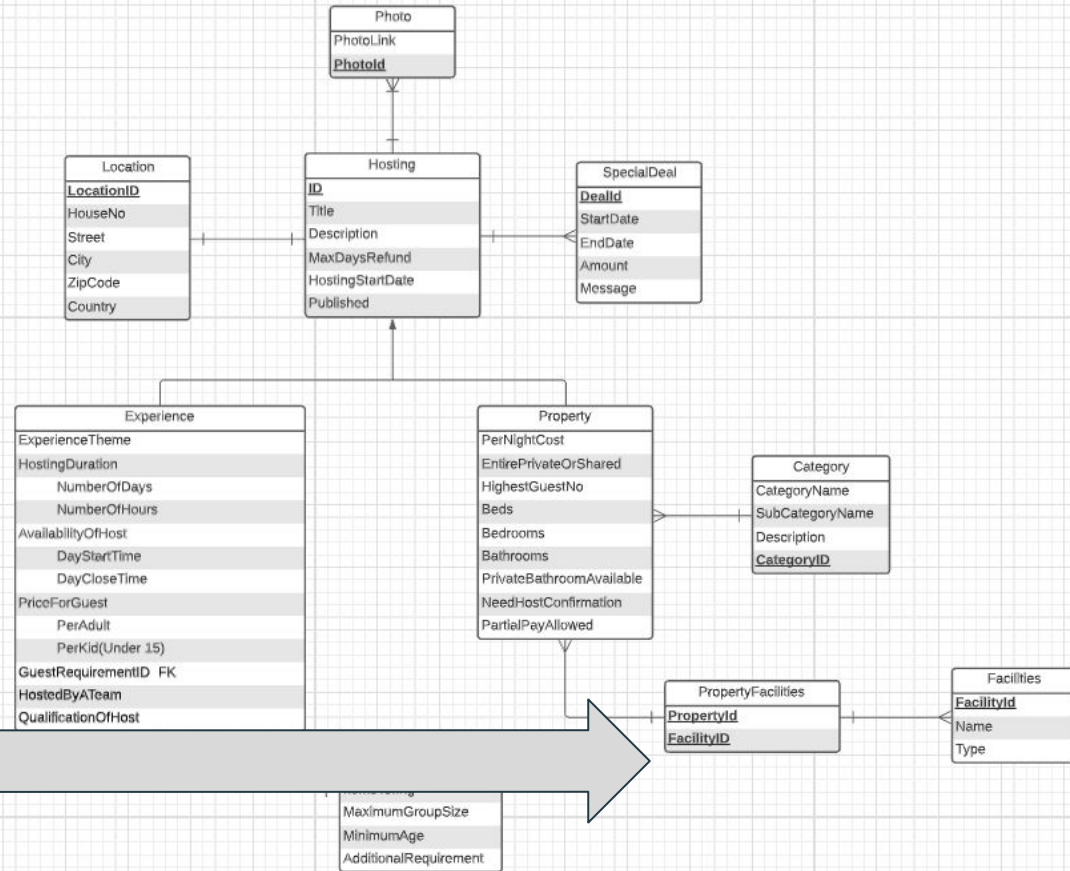 Photo
PhotoLink
PhotoId
Location
LocationID
HouseNo
Street
City
ZipCode
Country
Hosting
ID
Title
Description
MaxDaysRefund
HostingStartDate
Published
SpecialDeal
DealId
StartDate
EndDate
Amount
Message
Experience
ExperienceTheme
HostingDuration
NumberOfDays
NumberOfHours
AvailabilityOfHost
DayStartTime
DayCloseTime
PriceForGuest
PerAdult
PerKid(Under 15)
GuestRequirementID FK
HostedByATeam
QualificationOfHost
Property
PerNightCost
EntirePrivateOrShared
HighestGuestNo
Beds
Bedrooms
Bathrooms
PrivateBathroomAvailable
NeedHostConfirmation
PartialPayAllowed
Category
CategoryName
SubCategoryName
Description
CategoryID
PropertyFacilities
PropertyId
FacilityID
Facilities
FacilityId
Name
Type
MaximumGroupSize
MinimumAge
AdditionalRequirement